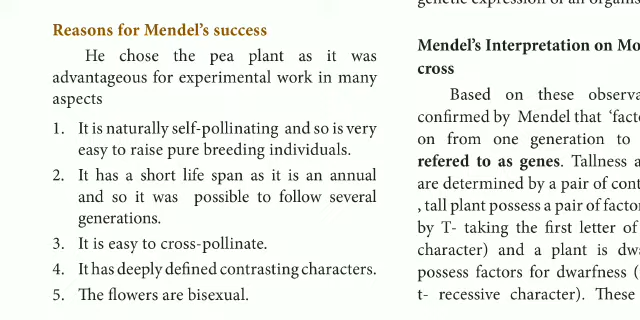 Reasons for Mendel's success
He chose the pea plant as it was
advantageous for experimental work in many
aspects
1. It is naturally self-pollinating and so is very
easy to raise pure breeding individuals.
2. It has a short life span as it is an annual
and so it was possible to follow several
generations.
3. It is easy to cross-pollinate.
4. It has deeply defined contrasting characters.
5. The flowers are bisexual.
genetic expression of an organis
Mendel's Interpretation on Mo
cross
Based on these observa
confirmed by Mendel that 'facto
on from one generation to
refered to as genes. Tallness a
are determined by a pair of cont
, tall plant possess a pair of factor
by T- taking the first letter of
character) and a plant is dwa
possess factors for dwarfness (
t- recessive character). These